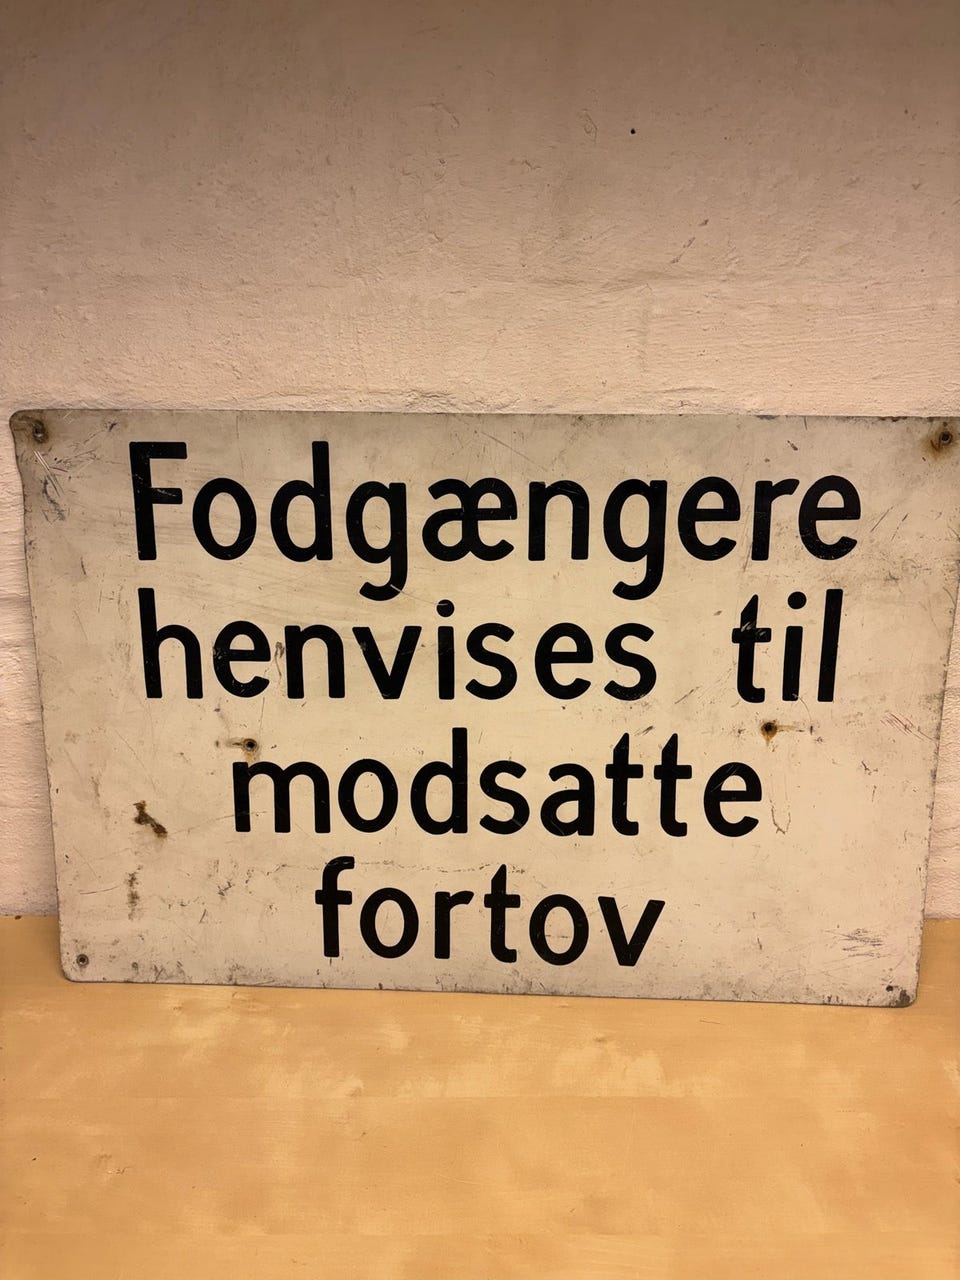 Fodgængere
henvises til
modsatte
fortov